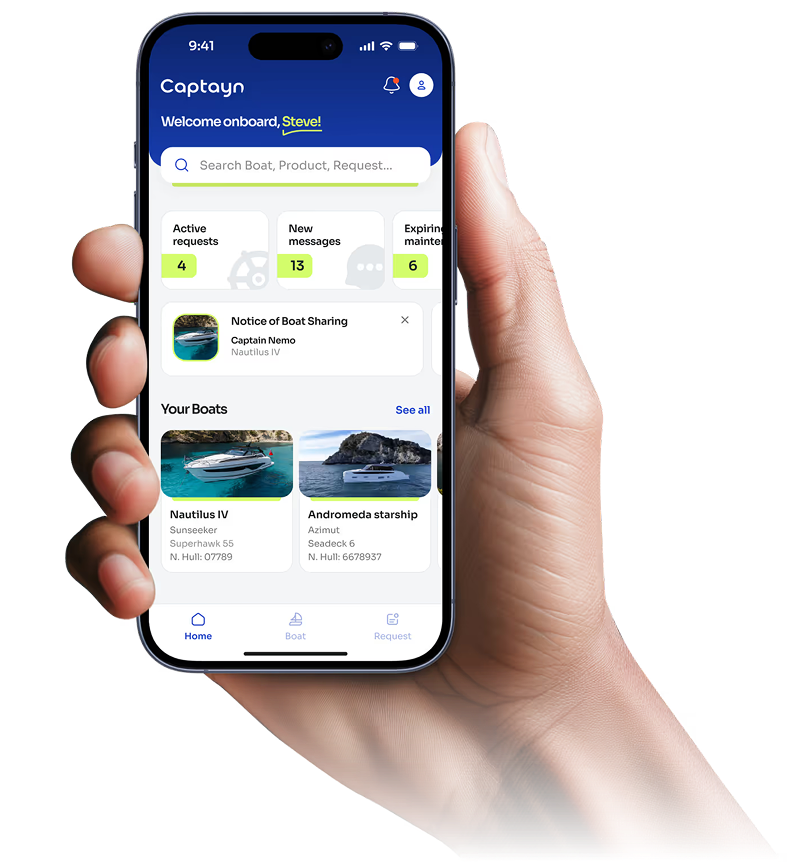 9:41
Captayn
Welcome onboard, Steve!
Search Boat, Product, Request...
Active
requests
4
New
messages
13
Expiring
6
Notice of Boat Sharing
Captain Nemo
Nautilus IV
Your Boats
See all
Nautilus IV
Sunseeker
Superhawk 55
N. Hull: 07789
Andromeda starship
Azimut
Seadeck 6
N. Hull: 6678937
Home
Boat
Request